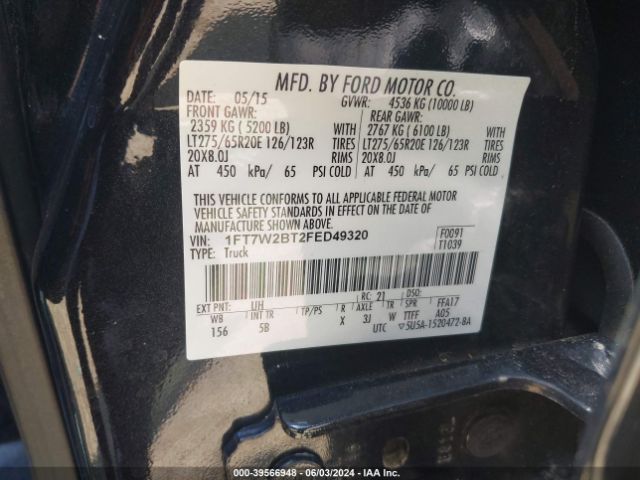 MFD. BY FORD MOTOR CO.
DATE: 05/15 GVWR: 4536 KG (10000 LB)
FRONT GAWR: REAR GAWR:
2359 KG ( 5200 LB) WITH 2767 KG ( 6100 LB) WITH
LT275/65R20E 126/123R TIRES LT275/65R20E 126/123R TIRES
20X8.0J RIMS 20X8.0J RIMS
AT 450 kPa/ 65 PSI COLD AT 450 kPa/ 65 PSI COLD
THIS VEHICLE CONFORMS TO ALL APPLICABLE FEDERAL MOTOR
VEHICLE SAFETY STANDARDS IN EFFECT ON THE DATE OF
MANUFACTURE SHOWN ABOVE.
VIN: 1FT7W2BT2FED49320 F0091
TYPE: Truck T1039
EXT PNT: UH RC: 21 DSO:
WB INT TR TP/PS R AXLE TR SPR FFA17
156 5B X 3J W TTFF A05
UTC ▽5U5A-1520472-BA
000-39566948 - 06/03/2024 - IAA Inc.